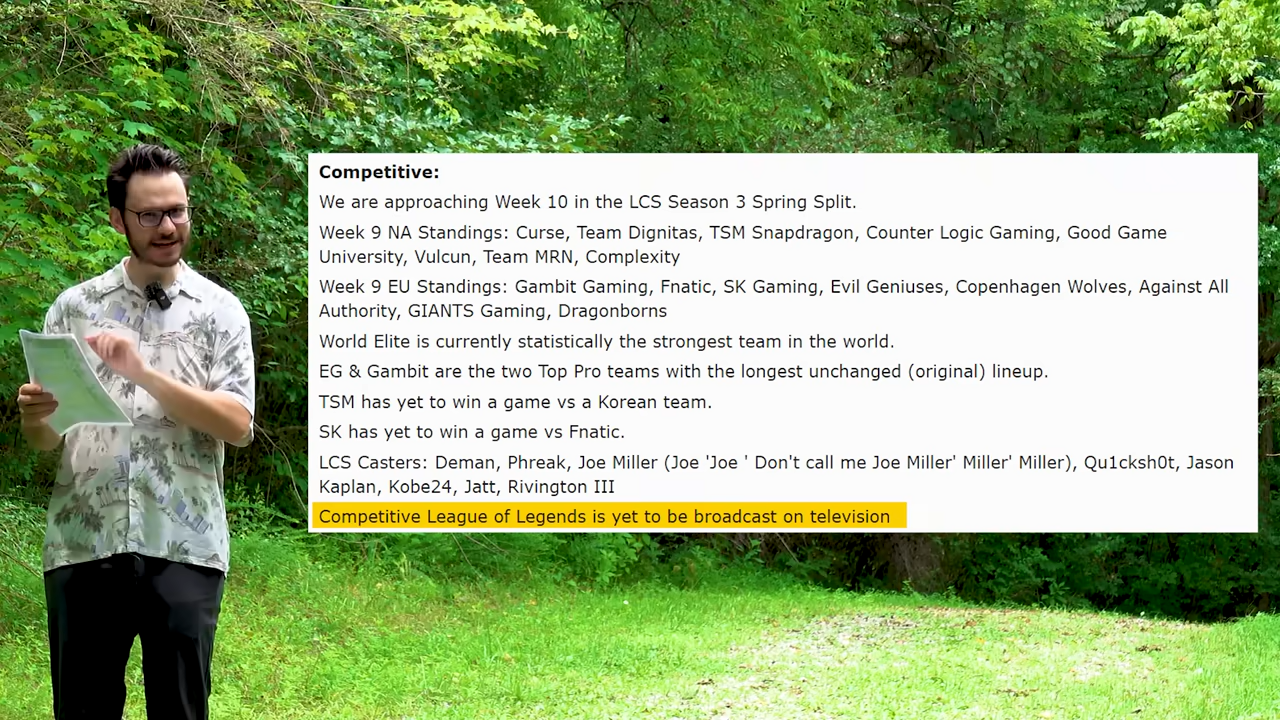 Competitive:
We are approaching Week 10 in the LCS Season 3 Spring Split.
Week 9 NA Standings: Curse, Team Dignitas, TSM Snapdragon, Counter Logic Gaming, Good Game
University, Vulcun, Team MRN, Complexity
Week 9 EU Standings: Gambit Gaming, Fnatic, SK Gaming, Evil Geniuses, Copenhagen Wolves, Against All
Authority, GIANTS Gaming, Dragonborns
World Elite is currently statistically the strongest team in the world.
EG & Gambit are the two Top Pro teams with the longest unchanged (original) lineup.
TSM has yet to win a game vs a Korean team.
SK has yet to win a game vs Fnatic.
LCS Casters: Deman, Phreak, Joe Miller (Joe 'Joe ' Don't call me Joe Miller' Miller' Miller), Qu1cksh0t, Jason
Kaplan, Kobe24, Jatt, Rivington III
Competitive League of Legends is yet to be broadcast on television